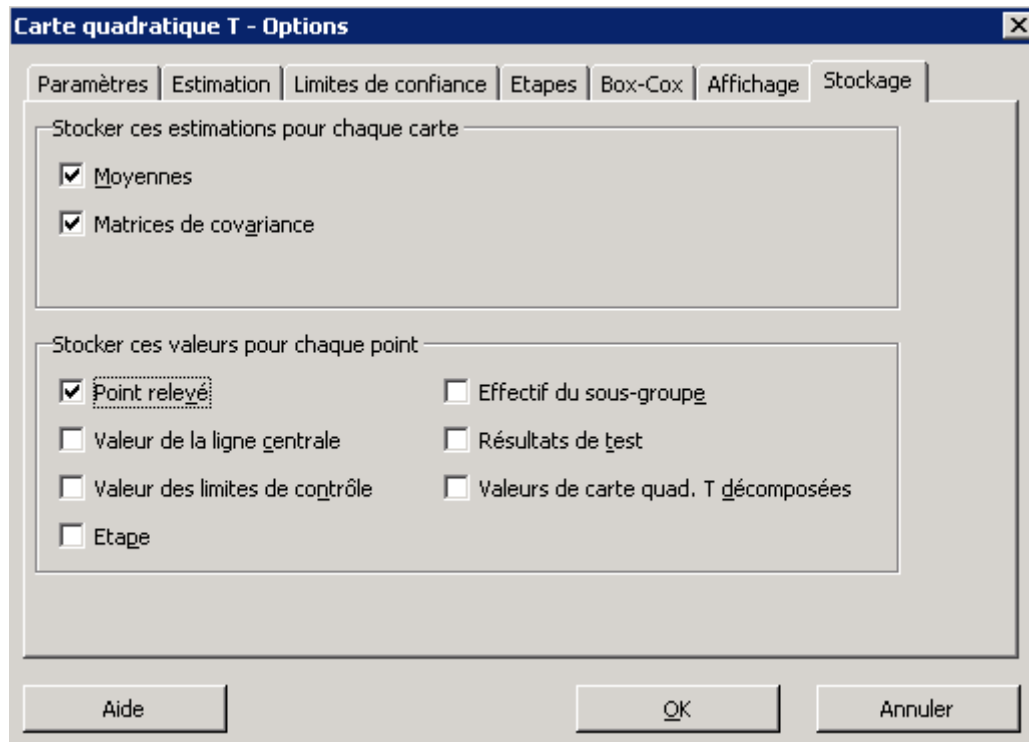 Carte quadratique T - Options
Paramètres Estimation Limites de confiance Etapes Box-Cox Affichage Stockage
Stocker ces estimations pour chaque carte
Moyennes
Matrices de covariance
Stocker ces valeurs pour chaque point
Point relevé Effectif du sous-groupe
Valeur de la ligne centrale Résultats de test
Valeur des limites de contrôle Valeurs de carte quad. T décomposées
Etape
Aide OK Annuler